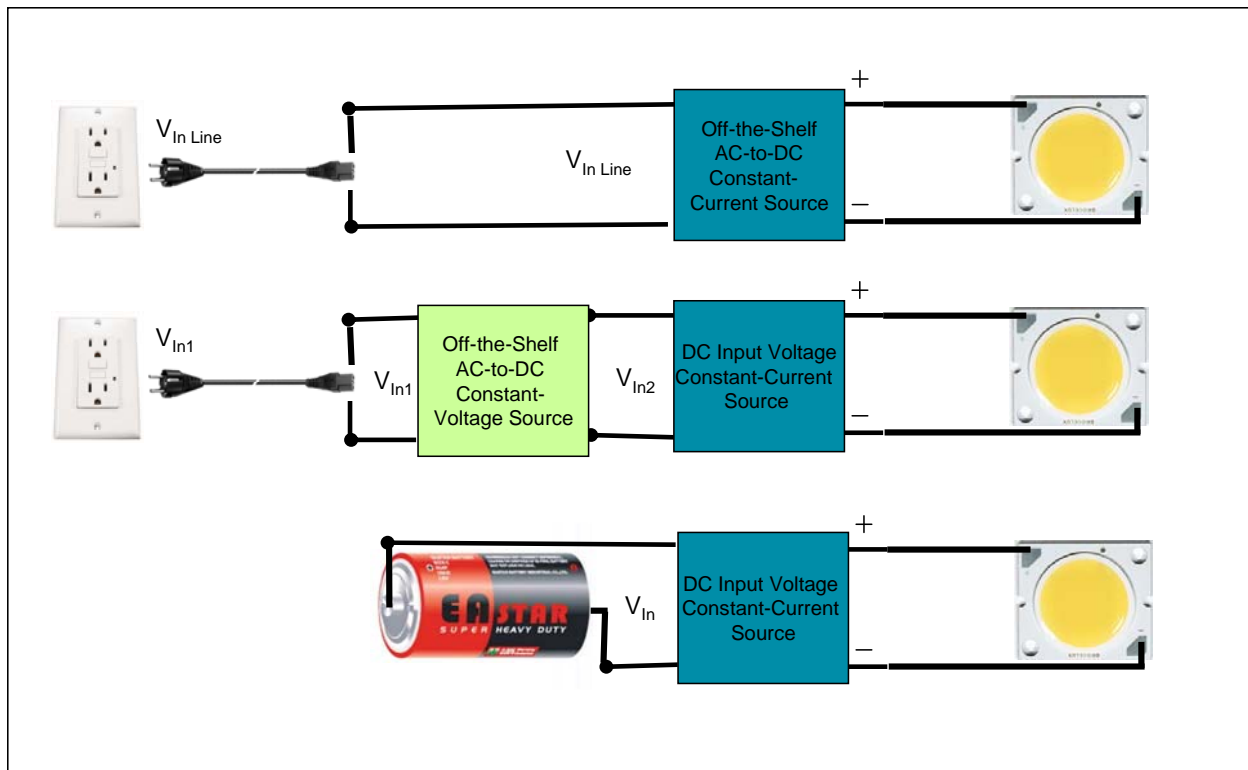 V In Line
V In Line
Off-the-Shelf
AC-to-DC
Constant-
Current Source
+
−
V In1
V In1
Off-the-Shelf
AC-to-DC
Constant-
Voltage Source
V In2
DC Input Voltage
Constant-Current
Source
+
−
EASTAR
SUPER HEAVY DUTY
V In
DC Input Voltage
Constant-Current
Source
+
−